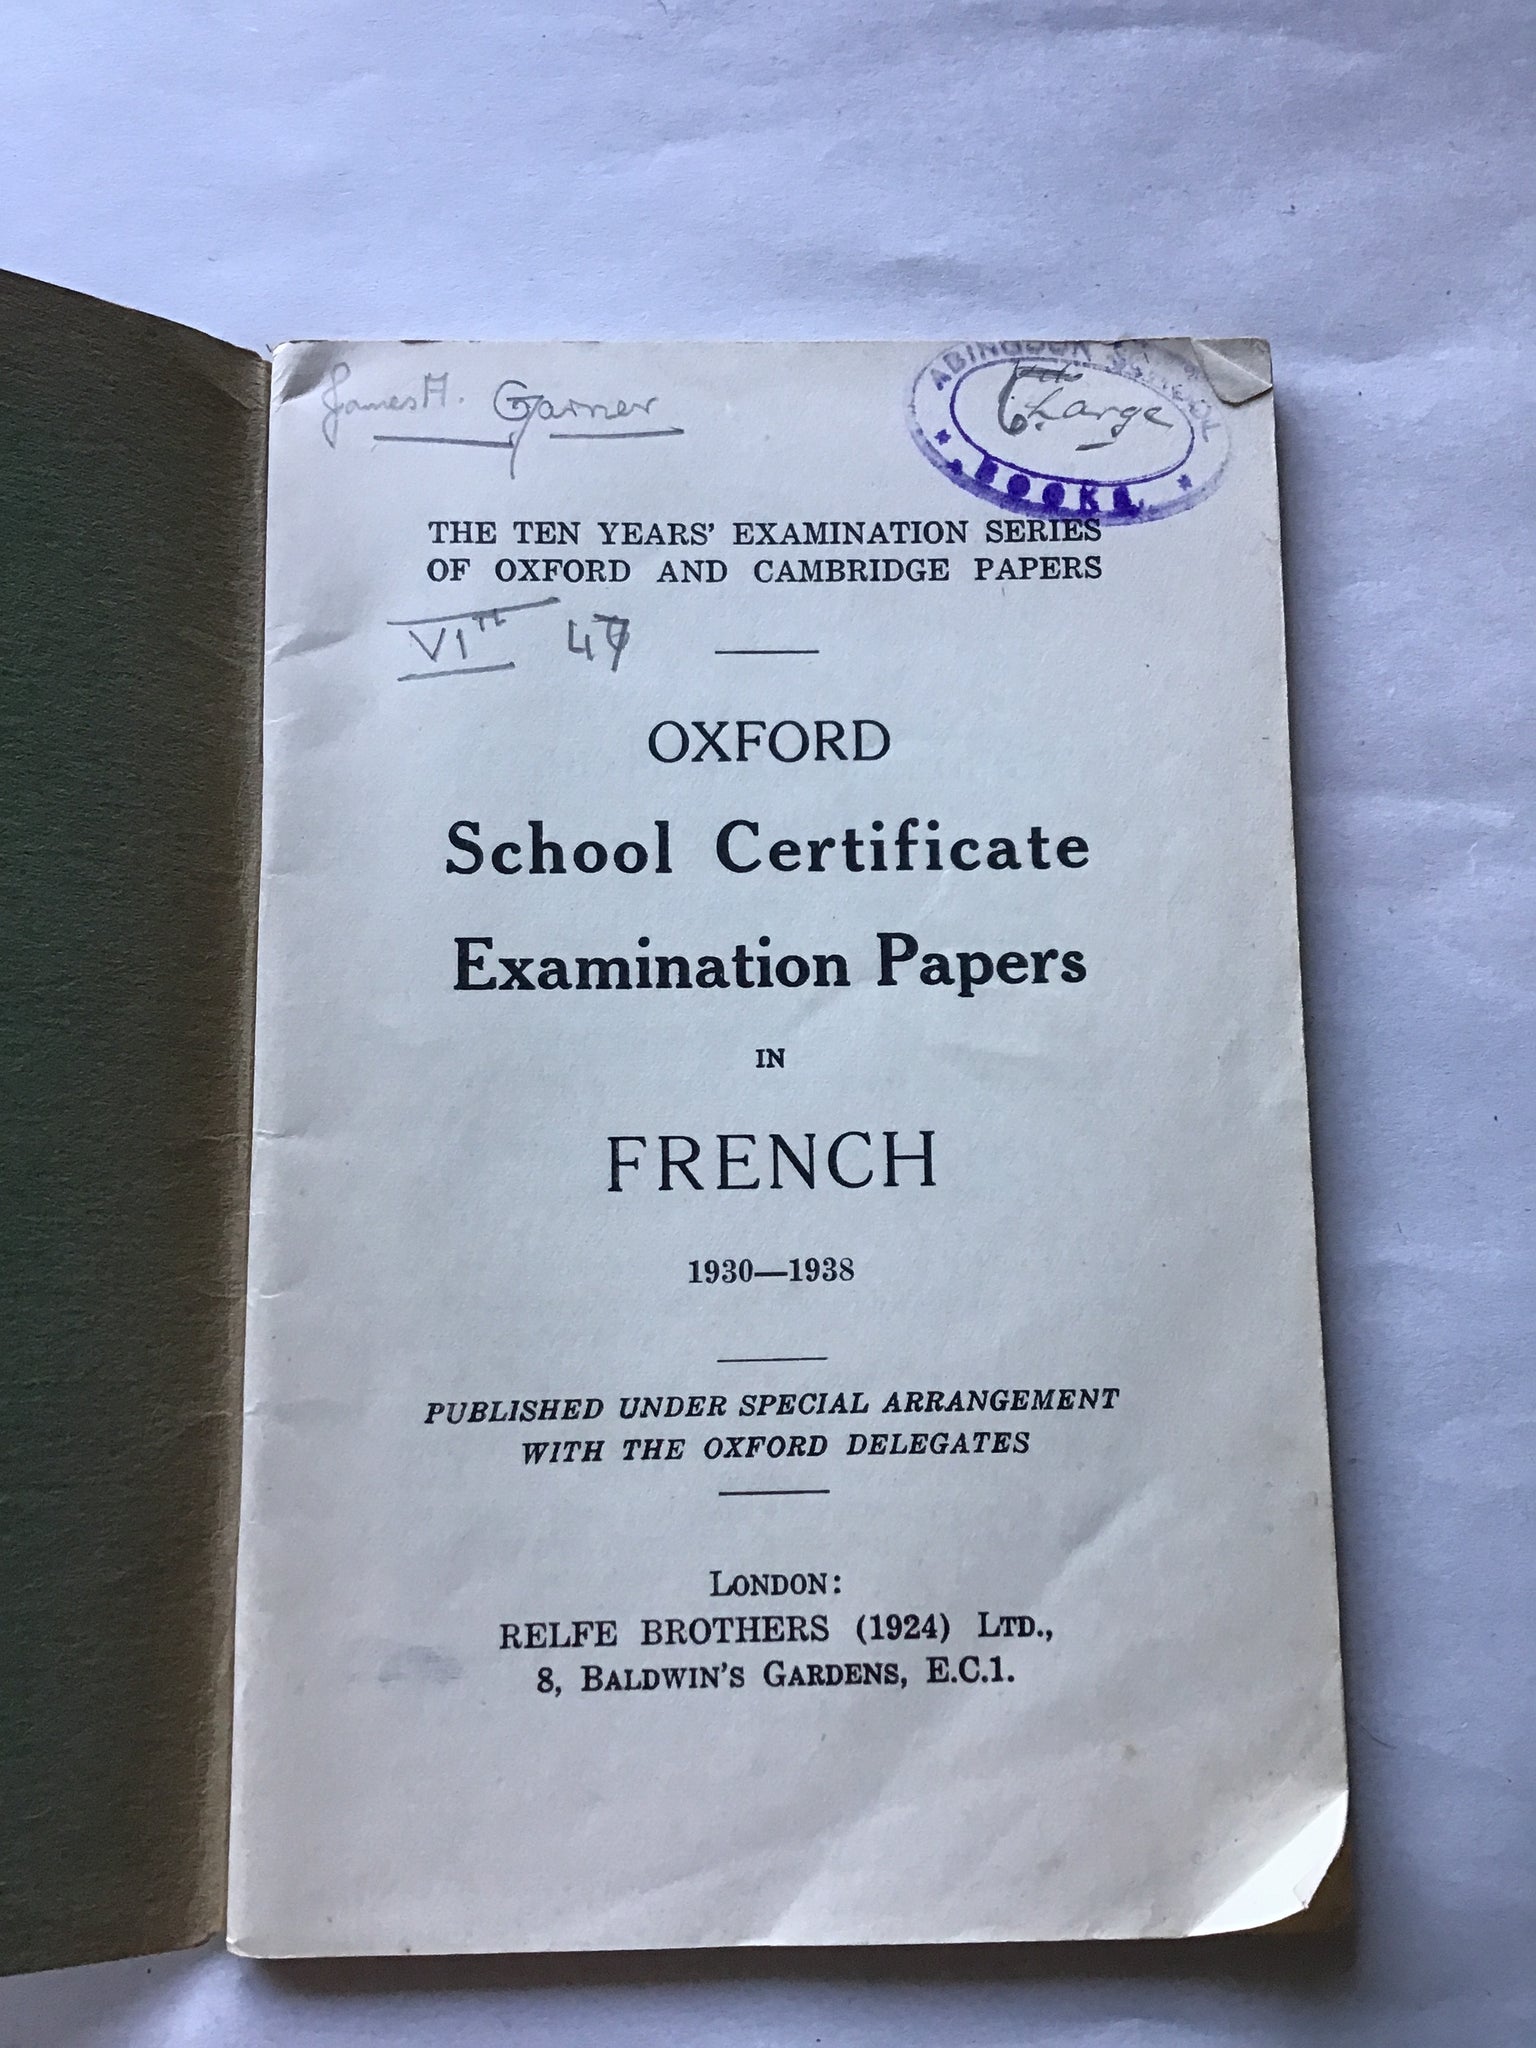 James H. Garner
ABINGDON SCHOOL
Large
BOOKS
THE TEN YEARS' EXAMINATION SERIES
OF OXFORD AND CAMBRIDGE PAPERS
VITH 47
OXFORD
School Certificate
Examination Papers
IN
FRENCH
1930—1938
PUBLISHED UNDER SPECIAL ARRANGEMENT
WITH THE OXFORD DELEGATES
LONDON:
RELFE BROTHERS (1924) LTD.,
8, BALDWIN'S GARDENS, E.C.1.